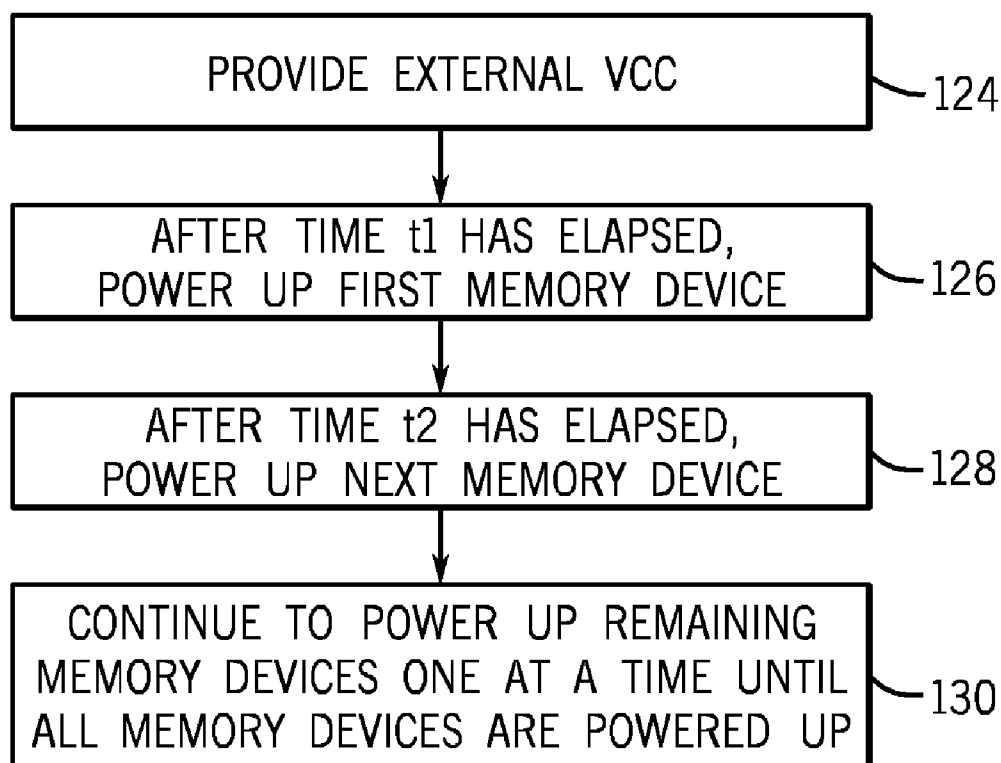 PROVIDE EXTERNAL VCC
124
AFTER TIME t1 HAS ELAPSED,
POWER UP FIRST MEMORY DEVICE
126
AFTER TIME t2 HAS ELAPSED,
POWER UP NEXT MEMORY DEVICE
128
CONTINUE TO POWER UP REMAINING
MEMORY DEVICES ONE AT A TIME UNTIL
ALL MEMORY DEVICES ARE POWERED UP
130